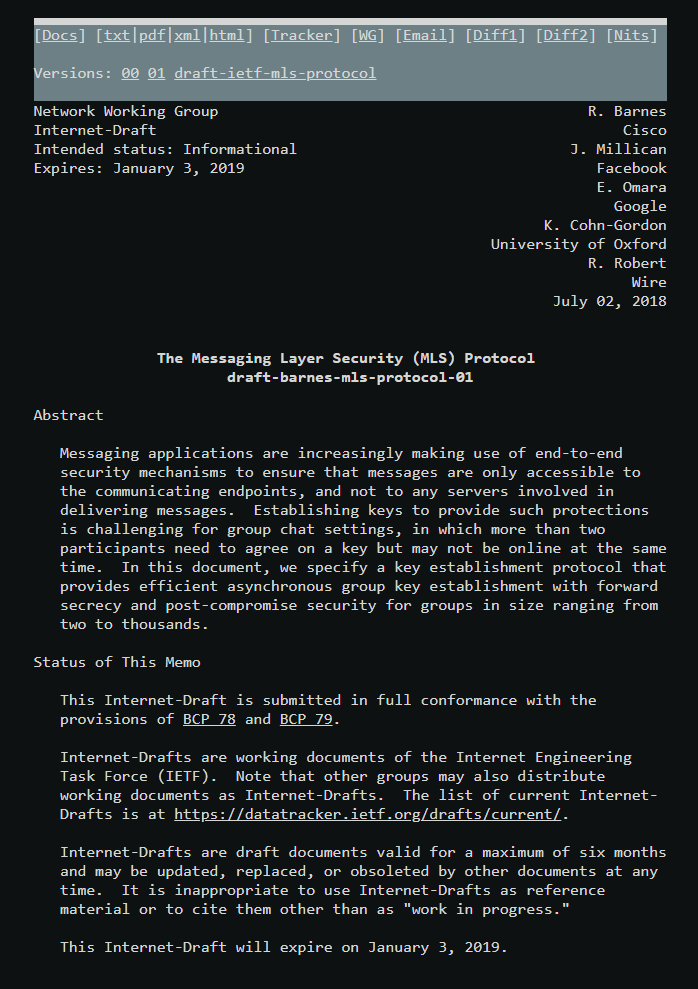 [Docs] [txt|pdf|xml|html] [Tracker] [WG] [Email] [Diff1] [Diff2] [Nits]
Versions: 00 01 draft-ietf-mls-protocol
Network Working Group R. Barnes
Internet-Draft Cisco
Intended status: Informational J. Millican
Expires: January 3, 2019 Facebook
E. Omara
Google
K. Cohn-Gordon
University of Oxford
R. Robert
Wire
July 02, 2018
The Messaging Layer Security (MLS) Protocol
draft-barnes-mls-protocol-01
Abstract
Messaging applications are increasingly making use of end-to-end
security mechanisms to ensure that messages are only accessible to
the communicating endpoints, and not to any servers involved in
delivering messages. Establishing keys to provide such protections
is challenging for group chat settings, in which more than two
participants need to agree on a key but may not be online at the same
time. In this document, we specify a key establishment protocol that
provides efficient asynchronous group key establishment with forward
secrecy and post-compromise security for groups in size ranging from
two to thousands.
Status of This Memo
This Internet-Draft is submitted in full conformance with the
provisions of BCP 78 and BCP 79.
Internet-Drafts are working documents of the Internet Engineering
Task Force (IETF). Note that other groups may also distribute
working documents as Internet-Drafts. The list of current Internet-
Drafts is at https://datatracker.ietf.org/drafts/current/.
Internet-Drafts are draft documents valid for a maximum of six months
and may be updated, replaced, or obsoleted by other documents at any
time. It is inappropriate to use Internet-Drafts as reference
material or to cite them other than as "work in progress."
This Internet-Draft will expire on January 3, 2019.